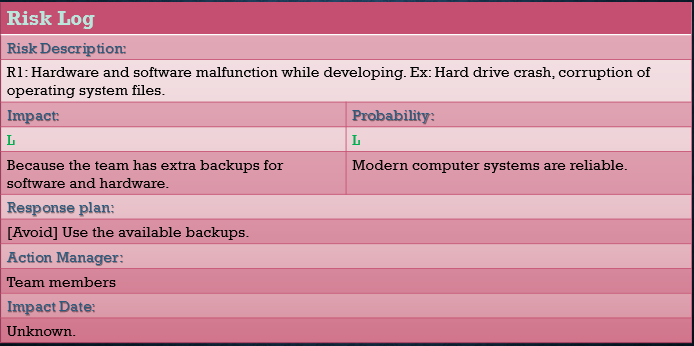 Risk Log
Risk Description:
R1: Hardware and software malfunction while developing. Ex: Hard drive crash, corruption of
operating system files.
Impact:
Probability:
L
L
Because the team has extra backups for
software and hardware.
Modern computer systems are reliable.
Response plan:
[Avoid] Use the available backups.
Action Manager:
Team members
Impact Date:
Unknown.